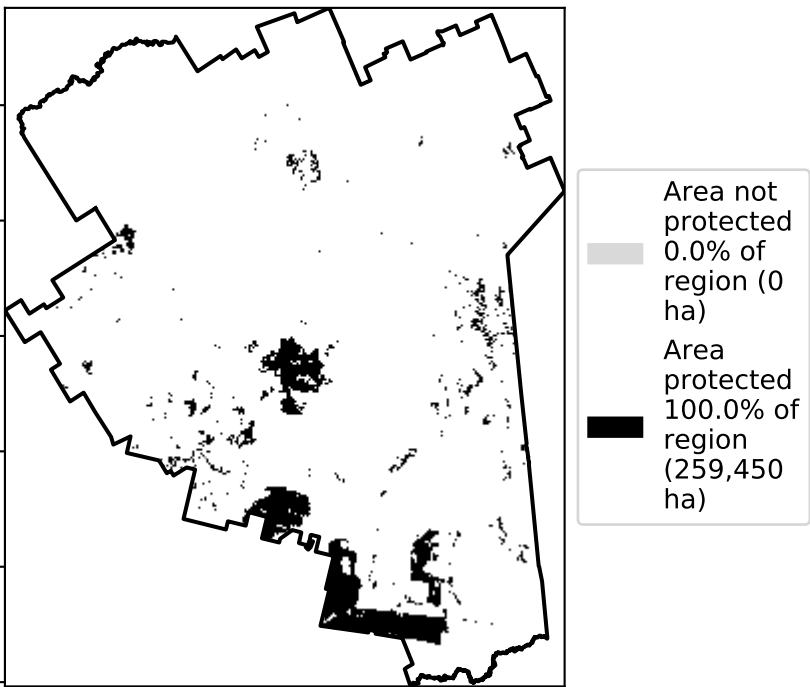 Area not
protected
0.0% of
region (0
ha)
Area
protected
100.0% of
region
(259,450
ha)